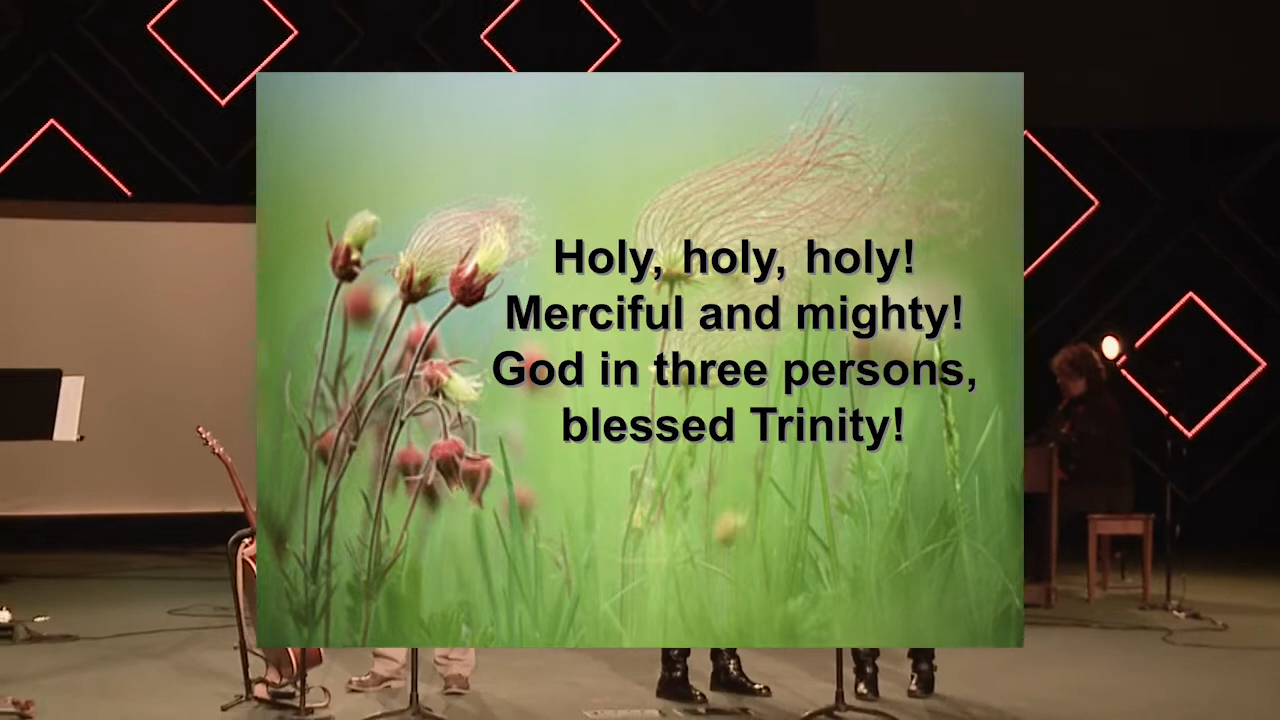 Holy, holy, holy!
Merciful and mighty!
God in three persons,
blessed Trinity!